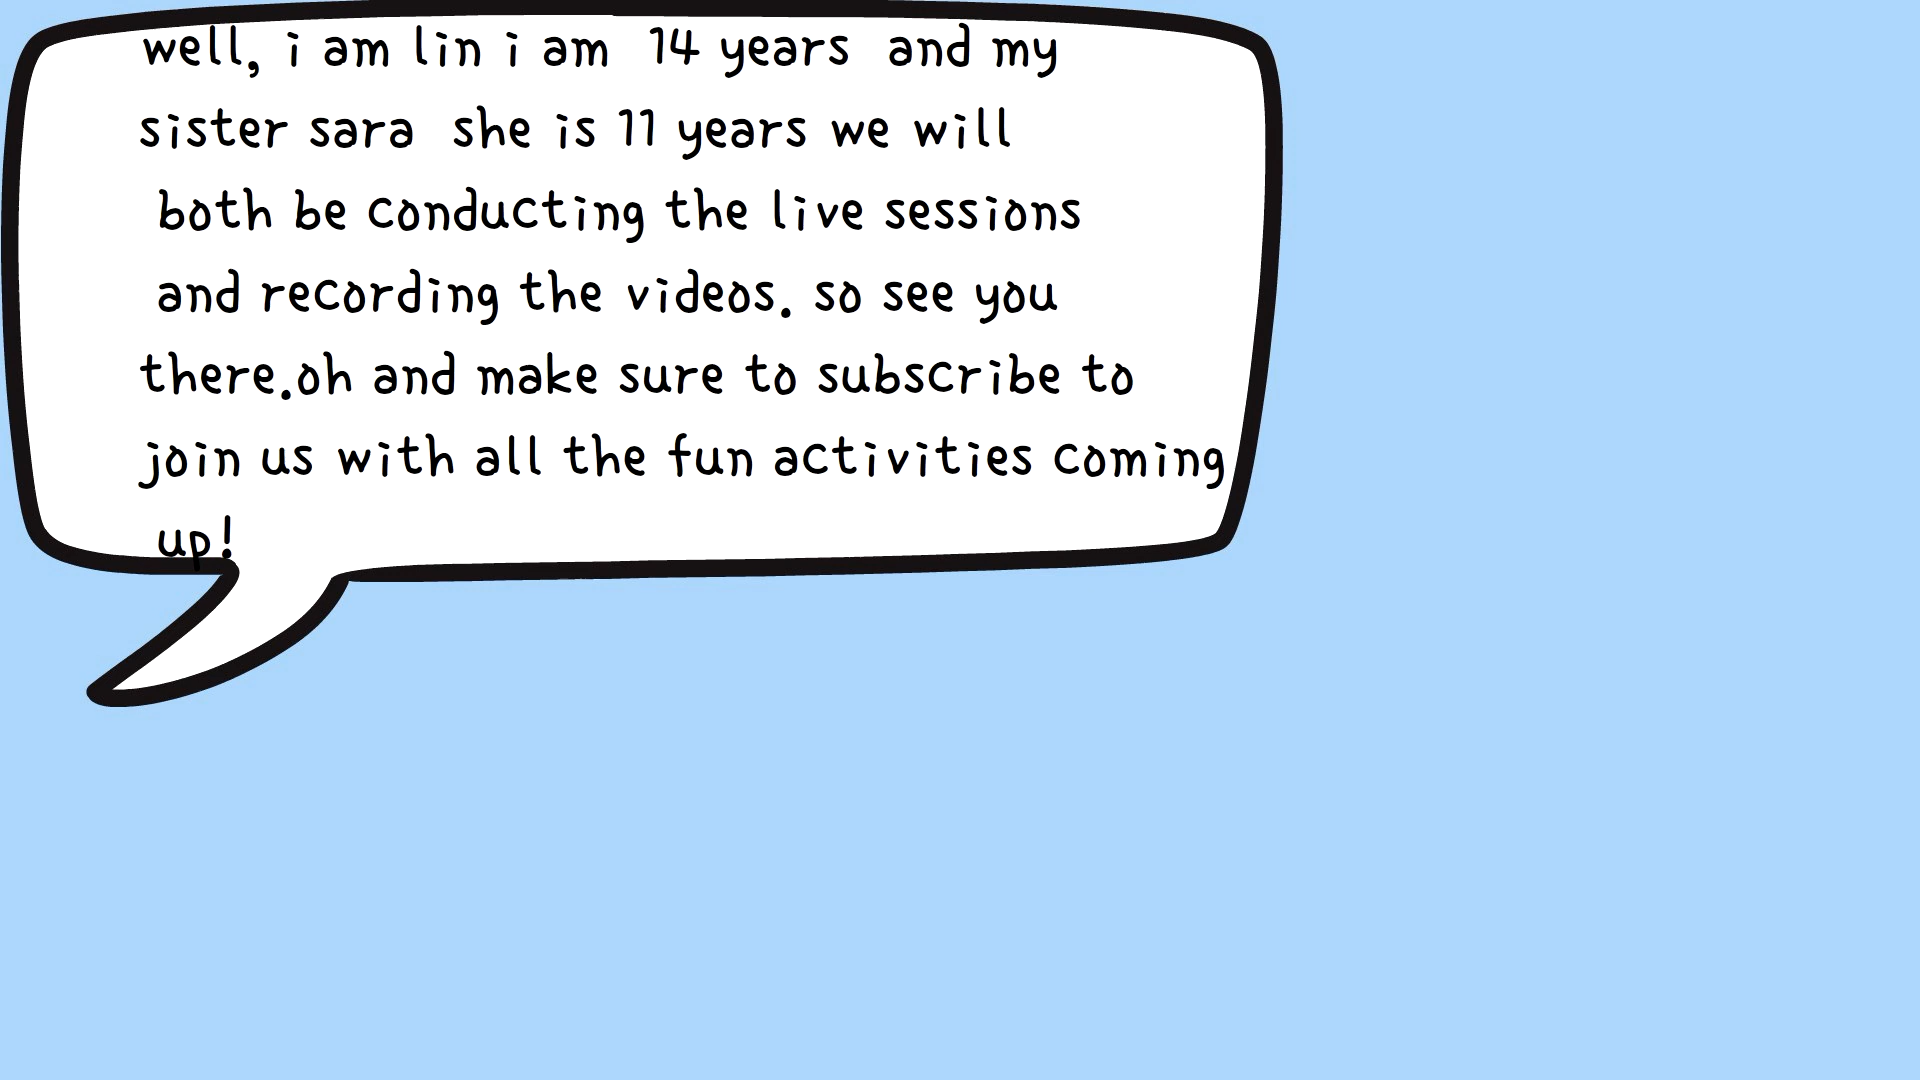 well, i am lin i am 14 years and my
sister sara she is 11 years we will
both be conducting the live sessions
and recording the videos. so see you
there.oh and make sure to subscribe to
join us with all the fun activities coming
up!